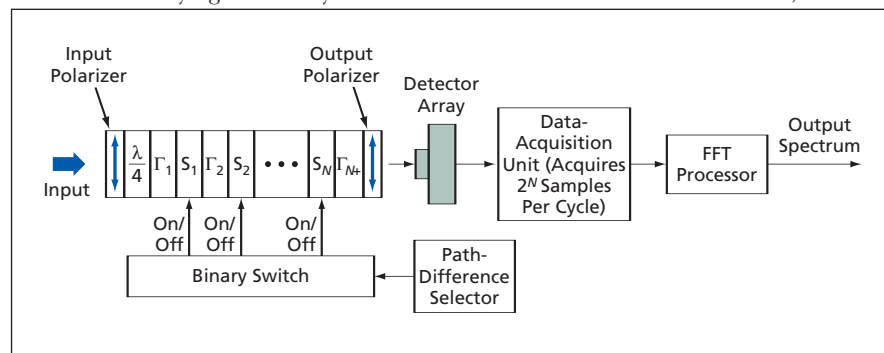 Input
Polarizer
Output
Polarizer
Detector
Array
Input
λ
4
Γ1
S1
Γ2
S2
• • •
SN
ΓN+
Data-
Acquisition
Unit (Acquires
2N Samples
Per Cycle)
FFT
Processor
Output
Spectrum
On/
Off
On/
Off
On/
Off
Binary Switch
Path-
Difference
Selector